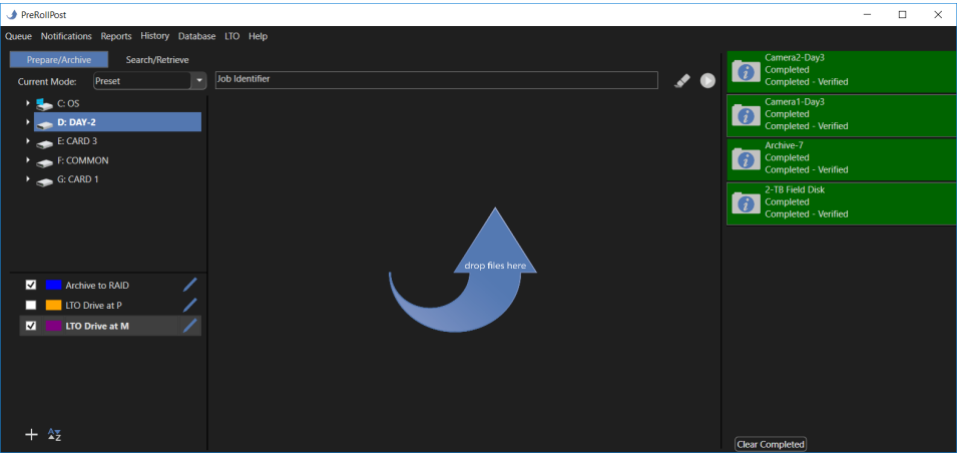 PreRollPost
Queue Notifications Reports History Database LTO Help
Prepare/Archive Search/Retrieve
Current Mode: Preset
Job Identifier
C: OS
D: DAY-2
E: CARD 3
F: COMMON
G: CARD 1
drop files here
Archive to RAID
LTO Drive at P
LTO Drive at M
A
Z
Camera2-Day3
Completed
Completed - Verified
Camera1-Day3
Completed
Completed - Verified
Archive-7
Completed
Completed - Verified
2-TB Field Disk
Completed
Completed - Verified
Clear Completed